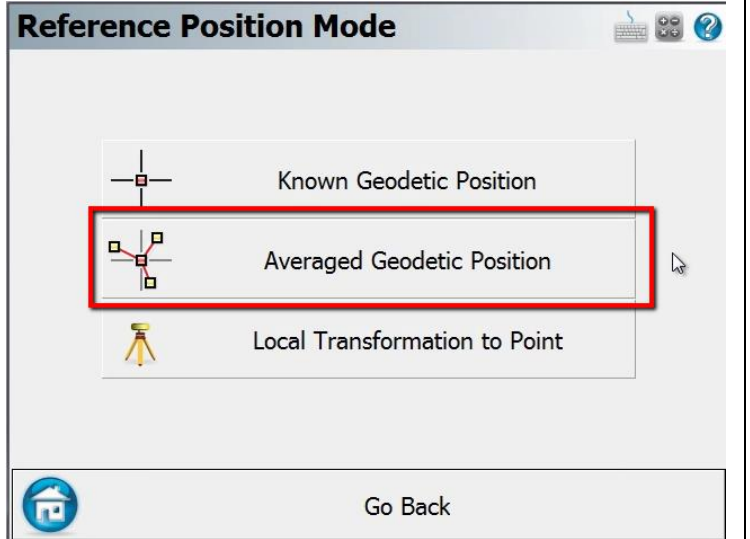 Reference Position Mode
Known Geodetic Position
Averaged Geodetic Position
Local Transformation to Point
Go Back